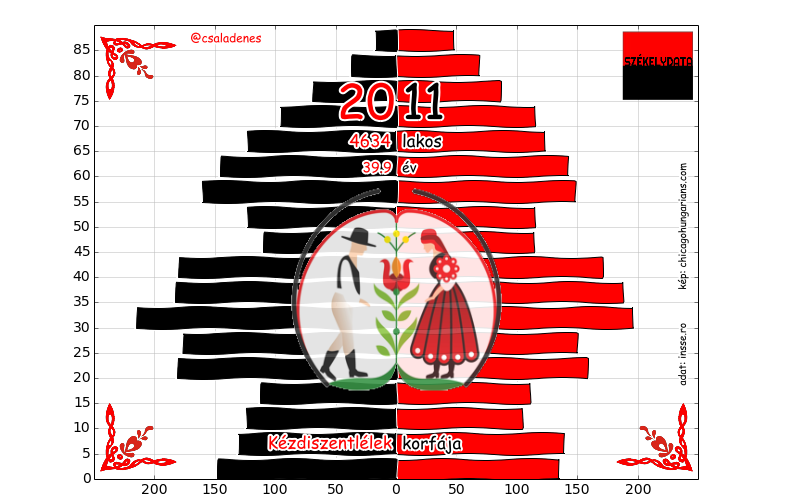 @csaladenes
SZÉKELYDATA
2011
4634 lakos
39.9 év
kép: chicagohungarians.com
adat: insse.ro
Kézdiszentlélek korfája
85
80
75
70
65
60
55
50
45
40
35
30
25
20
15
10
5
0
200 150 100 50 0 50 100 150 200